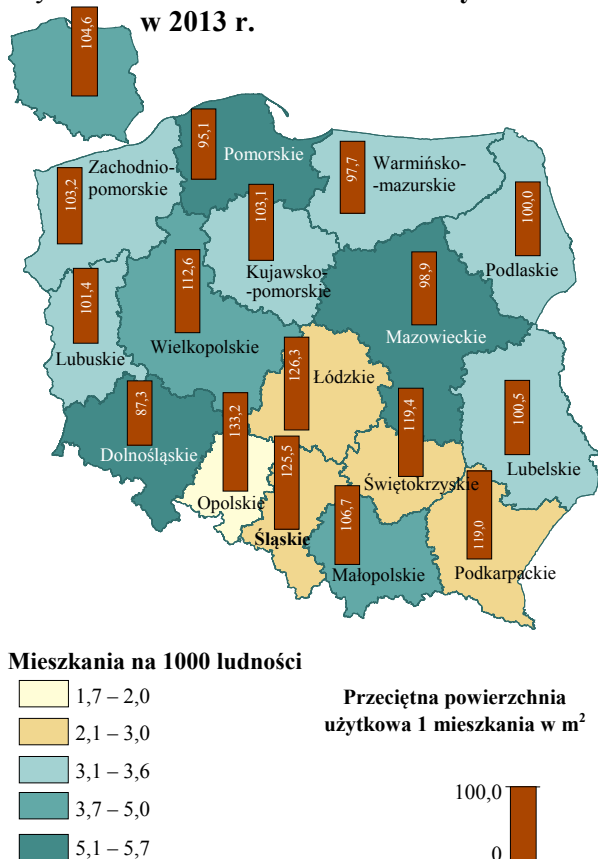 w 2013 r.
104,6
95,1
Pomorskie
Zachodnio-
pomorskie
103,2
97,7
Warmińsko-
-mazurskie
103,1
Kujawsko-
-pomorskie
100,0
Podlaskie
101,4
Lubuskie
112,6
Wielkopolskie
98,9
Mazowieckie
126,3
Łódzkie
87,3
Dolnośląskie
133,2
Opolskie
119,4
Świętokrzyskie
100,5
Lubelskie
125,5
Śląskie
106,7
Małopolskie
119,0
Podkarpackie
Mieszkania na 1000 ludności
1,7 – 2,0
2,1 – 3,0
3,1 – 3,6
3,7 – 5,0
5,1 – 5,7
Przeciętna powierzchnia
użytkowa 1 mieszkania w m²
100,0
0